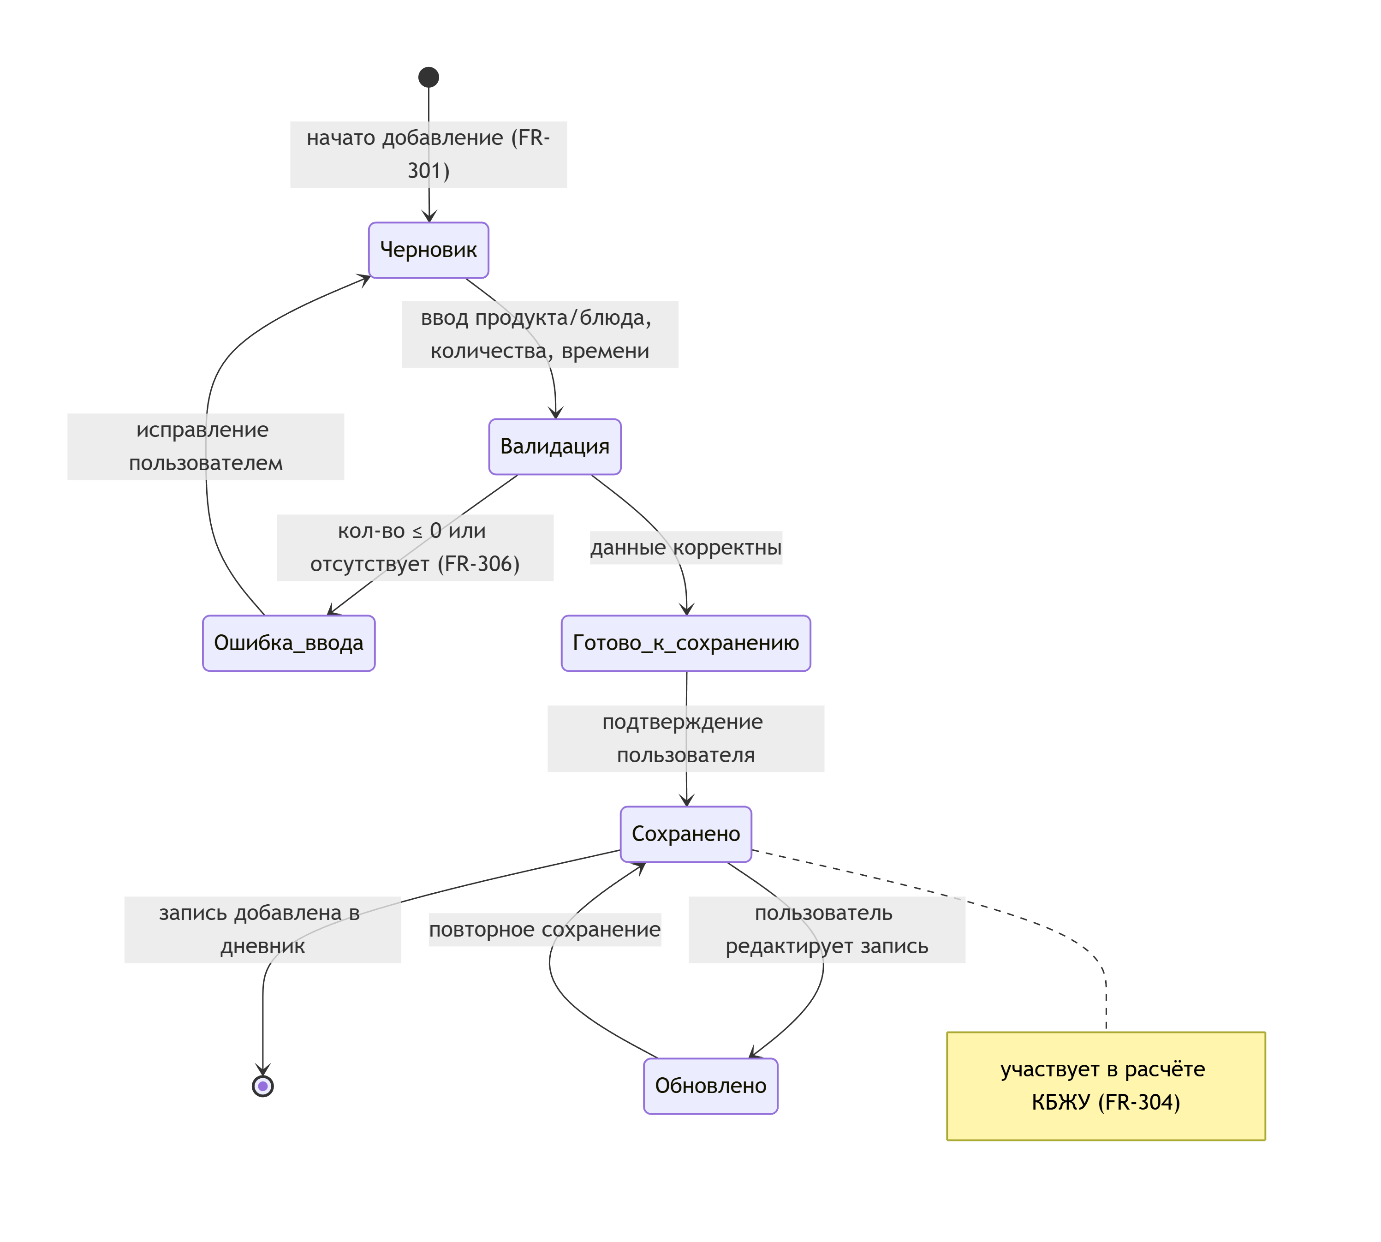 начато добавление (FR-
301)
Черновик
ввод продукта/блюда,
количества, времени
исправление
пользователем
Валидация
кол-во ≤ 0 или
отсутствует (FR-306)
данные корректны
Ошибка_ввода
Готово_к_сохранению
подтверждение
пользователя
Сохранено
запись добавлена в
дневник
повторное сохранение
пользователь
редактирует запись
Обновлено
участвует в расчёте
КБЖУ (FR-304)